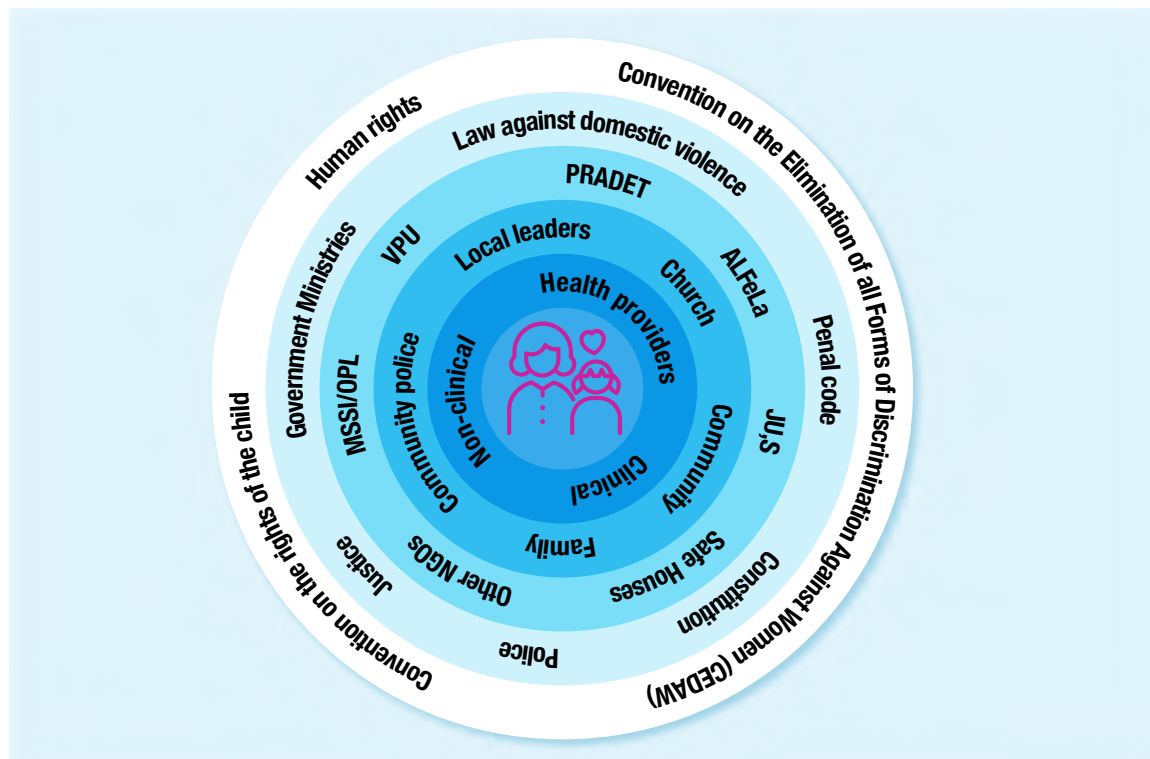 Human rights
Convention on the Elimination of all Forms of Discrimination Against Women (CEDAW)
Convention on the rights of the child
Law against domestic violence
Penal code
Constitution
Police
Justice
Government Ministries
PRADET
ALFeLa
JU,S
Safe Houses
Other NGOs
MSSI/OPL
VPU
Local leaders
Church
Community
Family
Community police
Health providers
Clinical
Non-clinical